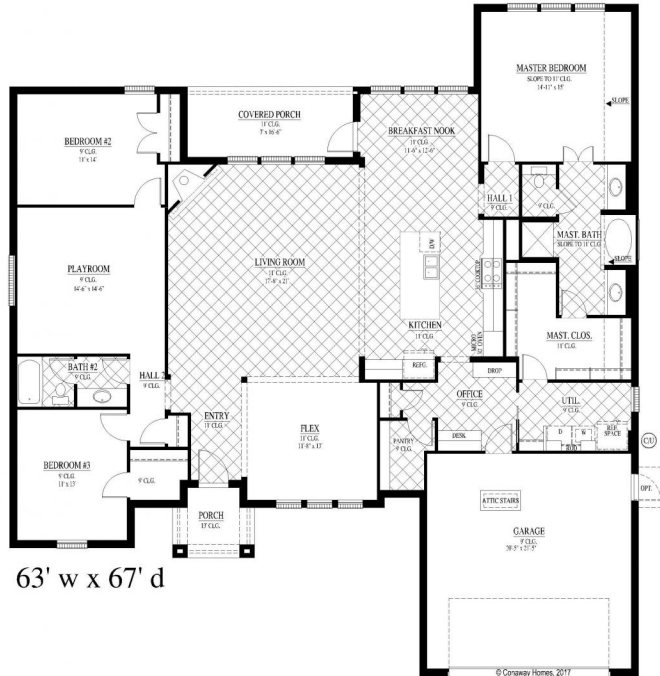 MASTER BEDROOM
SLOPE TO 11' CLG.
14'-11" x 15'
SLOPE
COVERED PORCH
11' CLG.
7' x 16'-6"
BREAKFAST NOOK
11' CLG.
11'-6" x 12'-6"
BEDROOM #2
9' CLG.
11' x 14'
HALL 1
9' CLG.
9' CLG.
MAST. BATH
SLOPE TO 11' CLG.
SLOPE
LIVING ROOM
11' CLG.
17'-6" x 21'
D/W
PLAYROOM
9' CLG.
14'-6" x 14'-6"
30" COOKTOP
KITCHEN
11' CLG.
MICRO
30" OVEN
MAST. CLOS.
11' CLG.
REFG.
DROP
BATH #2
9' CLG.
HALL 2
9' CLG.
OFFICE
9' CLG.
UTIL.
9' CLG.
ENTRY
11' CLG.
FLEX
11' CLG.
DESK
D
W
REF.
SPACE
ROD
PANTRY
9' CLG.
C/U
BEDROOM #3
9' CLG.
11' x 13'
9' CLG.
OPT.
ATTIC STAIRS
PORCH
13' CLG.
GARAGE
9' CLG.
63' w x 67' d
© Conaway Homes, 2017